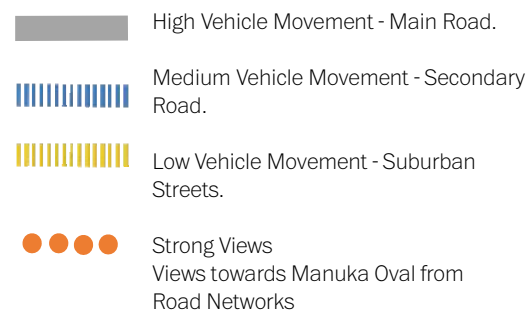 High Vehicle Movement - Main Road.
Medium Vehicle Movement - Secondary
Road.
Low Vehicle Movement - Suburban
Streets.
Strong Views
Views towards Manuka Oval from
Road Networks